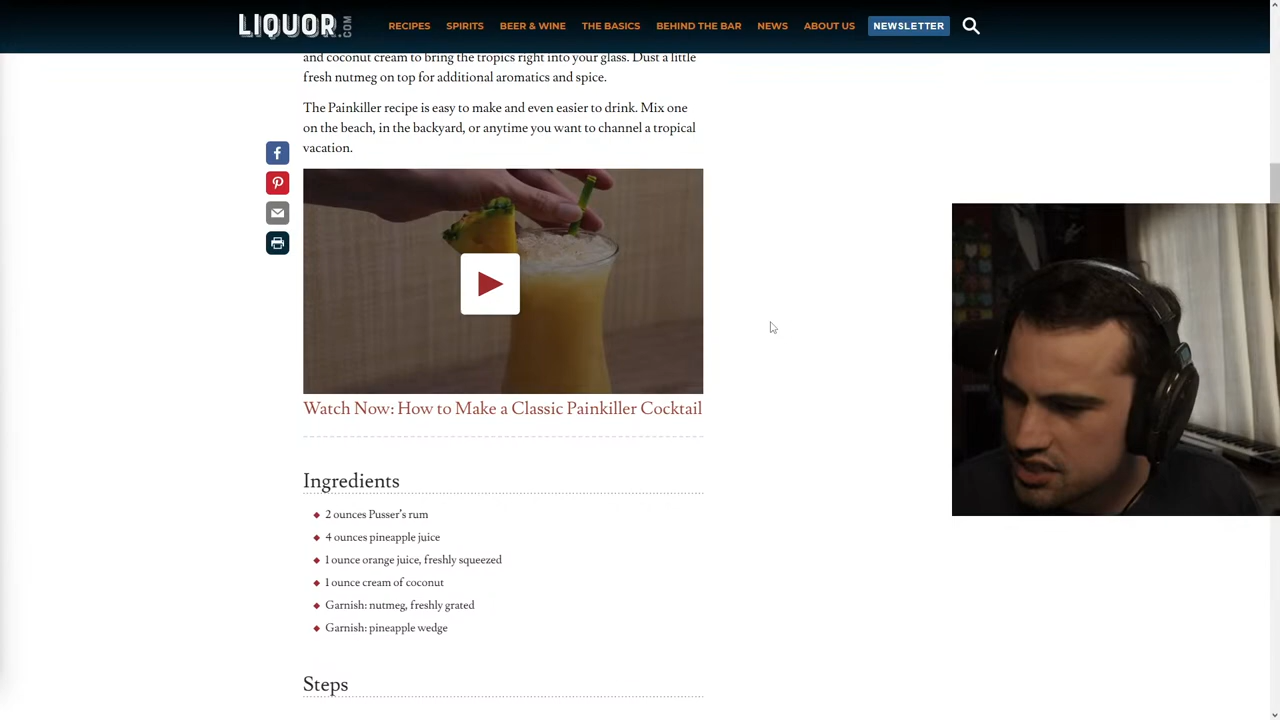 LIQUOR.COM
RECIPES SPIRITS BEER & WINE THE BASICS BEHIND THE BAR NEWS ABOUT US NEWSLETTER
and coconut cream to bring the tropics right into your glass. Dust a little
fresh nutmeg on top for additional aromatics and spice.
The Painkiller recipe is easy to make and even easier to drink. Mix one
on the beach, in the backyard, or anytime you want to channel a tropical
vacation.
Watch Now: How to Make a Classic Painkiller Cocktail
Ingredients
2 ounces Pusser's rum
4 ounces pineapple juice
1 ounce orange juice, freshly squeezed
1 ounce cream of coconut
Garnish: nutmeg, freshly grated
Garnish: pineapple wedge
Steps